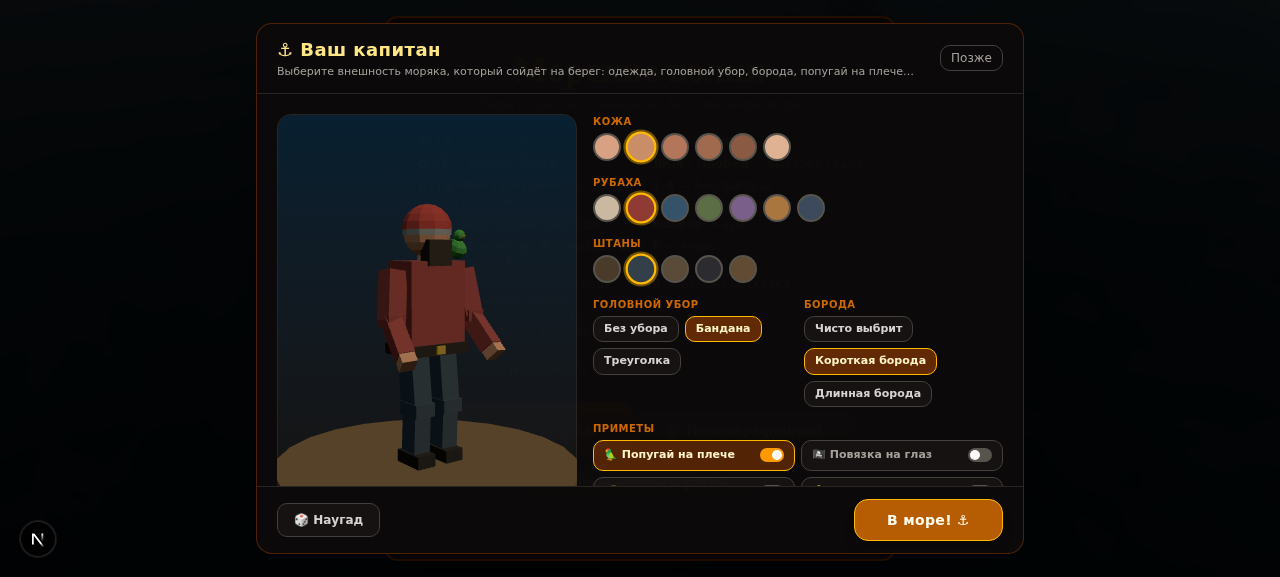 ⚓ Ваш капитан
Выберите внешность моряка, который сойдёт на берег: одежда, головной убор, борода, попугай на плече...
Позже
КОЖА
РУБАХА
ШТАНЫ
ГОЛОВНОЙ УБОР
Без убора
Бандана
Треуголка
БОРОДА
Чисто выбрит
Короткая борода
Длинная борода
ПРИМЕТЫ
🦜 Попугай на плече
🏴‍☠️ Повязка на глаз
🎲 Наугад
В море! ⚓
N